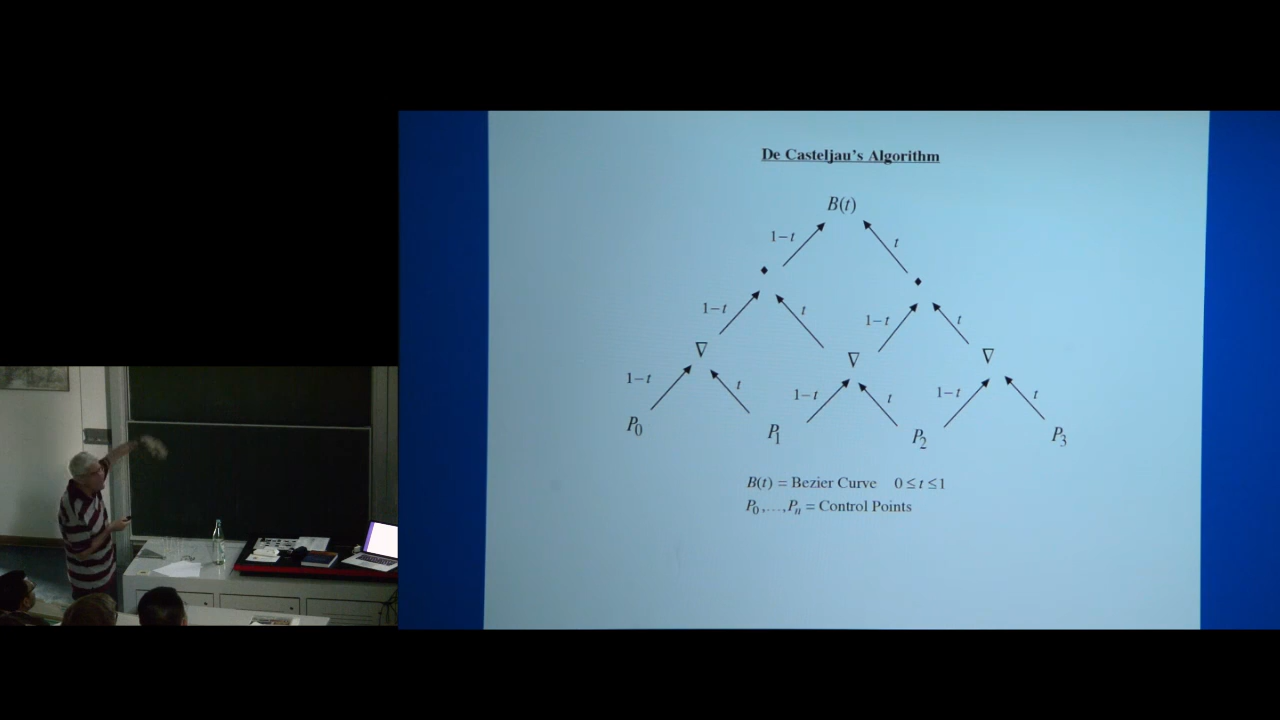 De Casteljau's Algorithm
B(t)
1−t t
1−t t 1−t t
∇ ∇ ∇
1−t t 1−t t 1−t t
P0 P1 P2 P3
B(t) = Bezier Curve 0 ≤ t ≤ 1
P0,…,Pn = Control Points